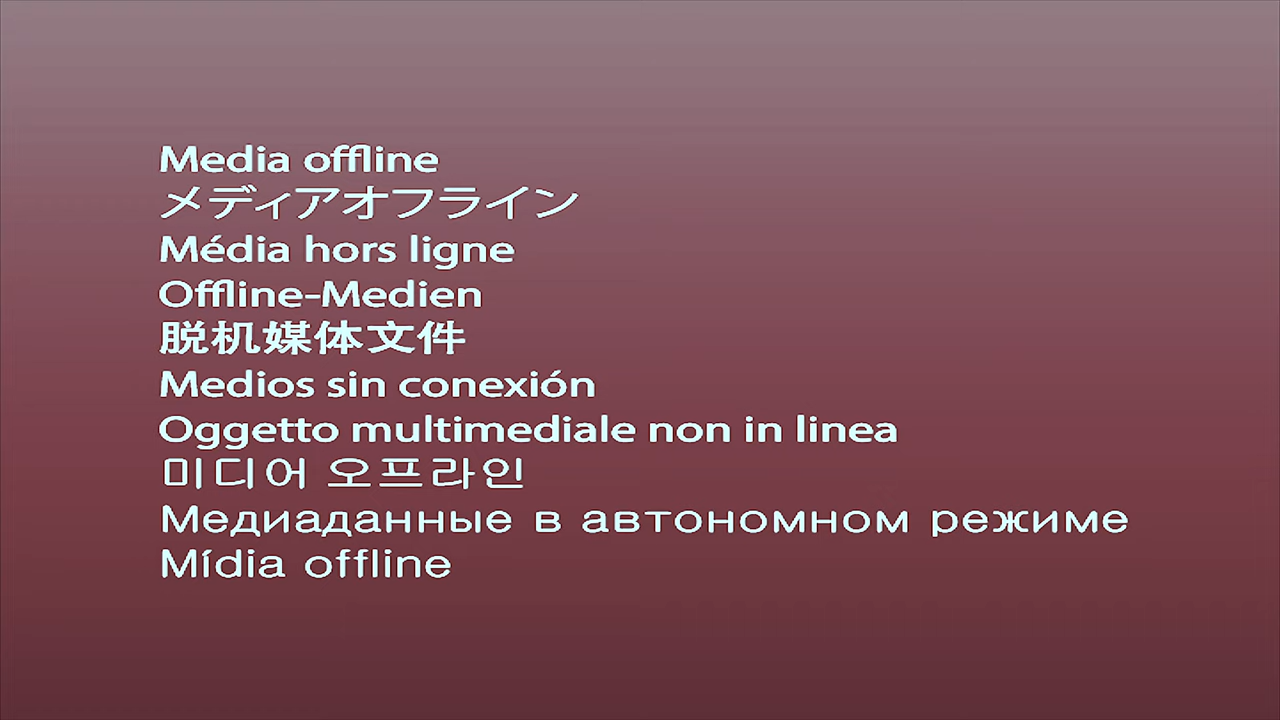 Media offline
メディアオフライン
Média hors ligne
Offline-Medien
脱机媒体文件
Medios sin conexión
Oggetto multimediale non in linea
미디어 오프라인
Медиаданные в автономном режиме
Mídia offline